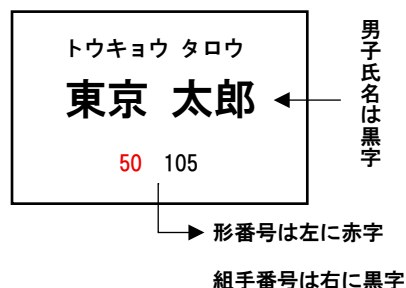 トウキョウ タロウ
東京 太郎
50 105
男子氏名は黒字
形番号は左に赤字
組手番号は右に黒字